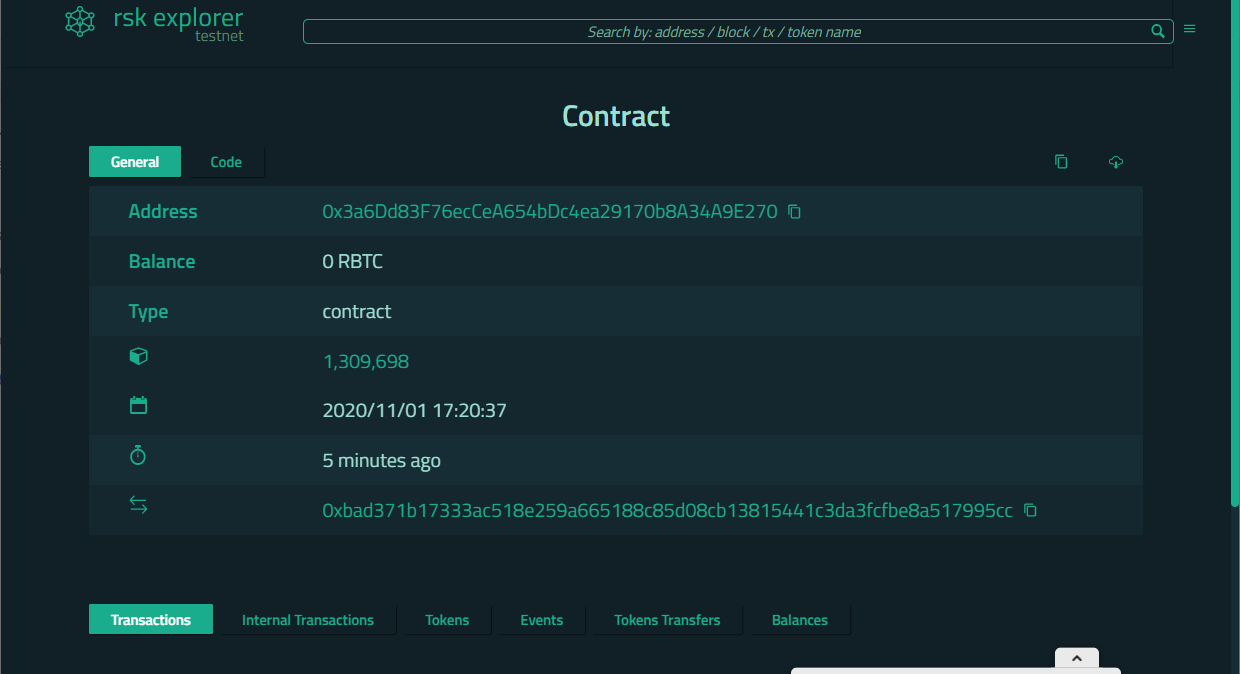 rsk explorer
testnet
Search by: address / block / tx / token name
Contract
General Code
Address 0x3a6Dd83F76ecCeA654bDc4ea29170b8A34A9E270
Balance 0 RBTC
Type contract
1,309,698
2020/11/01 17:20:37
5 minutes ago
0xbad371b17333ac518e259a665188c85d08cb13815441c3da3fcfbe8a517995cc
Transactions Internal Transactions Tokens Events Tokens Transfers Balances